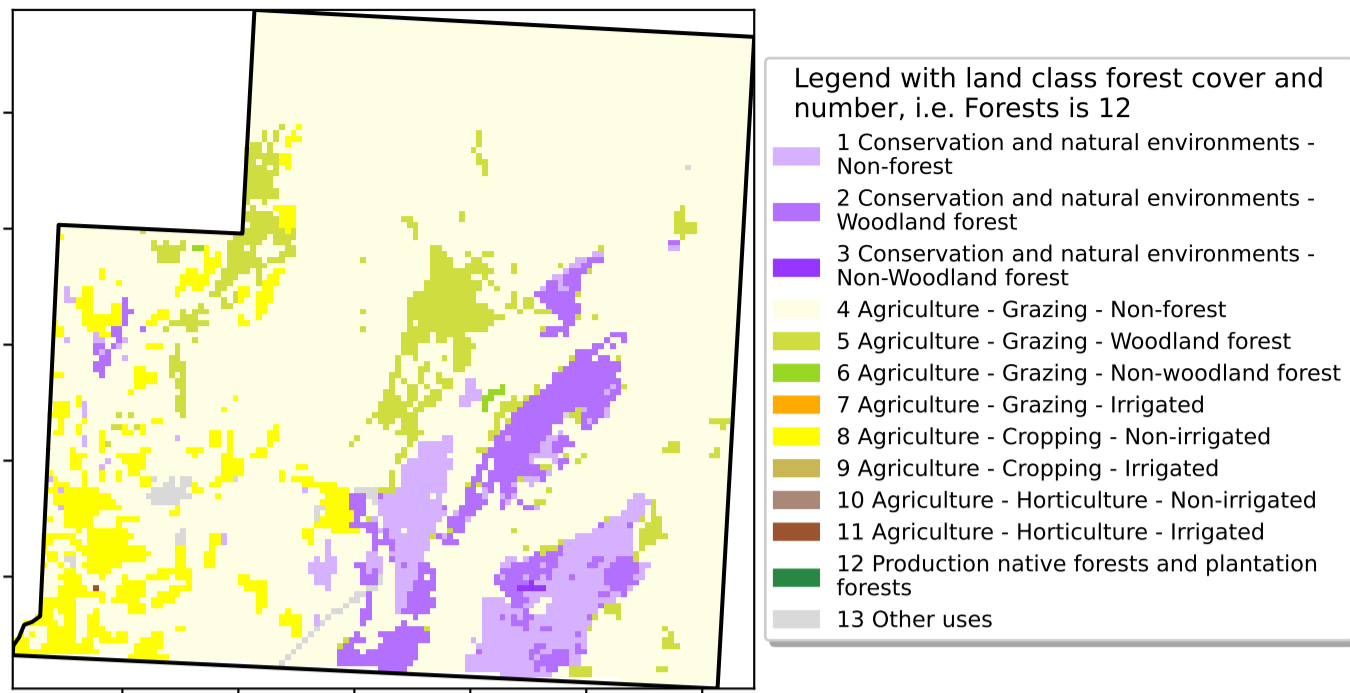 Legend with land class forest cover and
number, i.e. Forests is 12
1 Conservation and natural environments -
Non-forest
2 Conservation and natural environments -
Woodland forest
3 Conservation and natural environments -
Non-Woodland forest
4 Agriculture - Grazing - Non-forest
5 Agriculture - Grazing - Woodland forest
6 Agriculture - Grazing - Non-woodland forest
7 Agriculture - Grazing - Irrigated
8 Agriculture - Cropping - Non-irrigated
9 Agriculture - Cropping - Irrigated
10 Agriculture - Horticulture - Non-irrigated
11 Agriculture - Horticulture - Irrigated
12 Production native forests and plantation
forests
13 Other uses